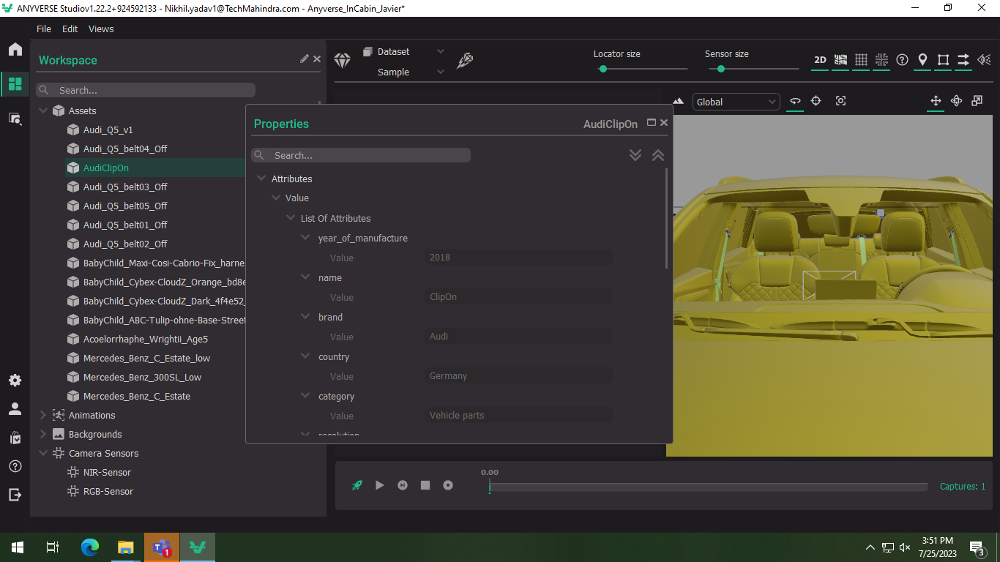 ANYVERSE Studiov1.22.2+924592133 - Nikhil.yadav1@TechMahindra.com - Anyverse_InCabin_Javier*
File Edit Views
Workspace
Search...
Assets
Audi_Q5_v1
Audi_Q5_belt04_Off
AudiClipOn
Audi_Q5_belt03_Off
Audi_Q5_belt05_Off
Audi_Q5_belt01_Off
Audi_Q5_belt02_Off
BabyChild_Maxi-Cosi-Cabrio-Fix_harne
BabyChild_Cybex-CloudZ_Orange_bd8e
BabyChild_Cybex-CloudZ_Dark_4f4e52_
BabyChild_ABC-Tulip-ohne-Base-Street
Acoelorrhaphe_Wrightii_Age5
Mercedes_Benz_C_Estate_low
Mercedes_Benz_300SL_Low
Mercedes_Benz_C_Estate
Animations
Backgrounds
Camera Sensors
NIR-Sensor
RGB-Sensor
Dataset
Sample
Locator size
Sensor size
2D
Global
Properties
AudiClipOn
Search...
Attributes
Value
List Of Attributes
year_of_manufacture
Value 2018
name
Value ClipOn
brand
Value Audi
country
Value Germany
category
Value Vehicle parts
resolution
0.00
Captures: 1
1
3:51 PM
7/25/2023
3